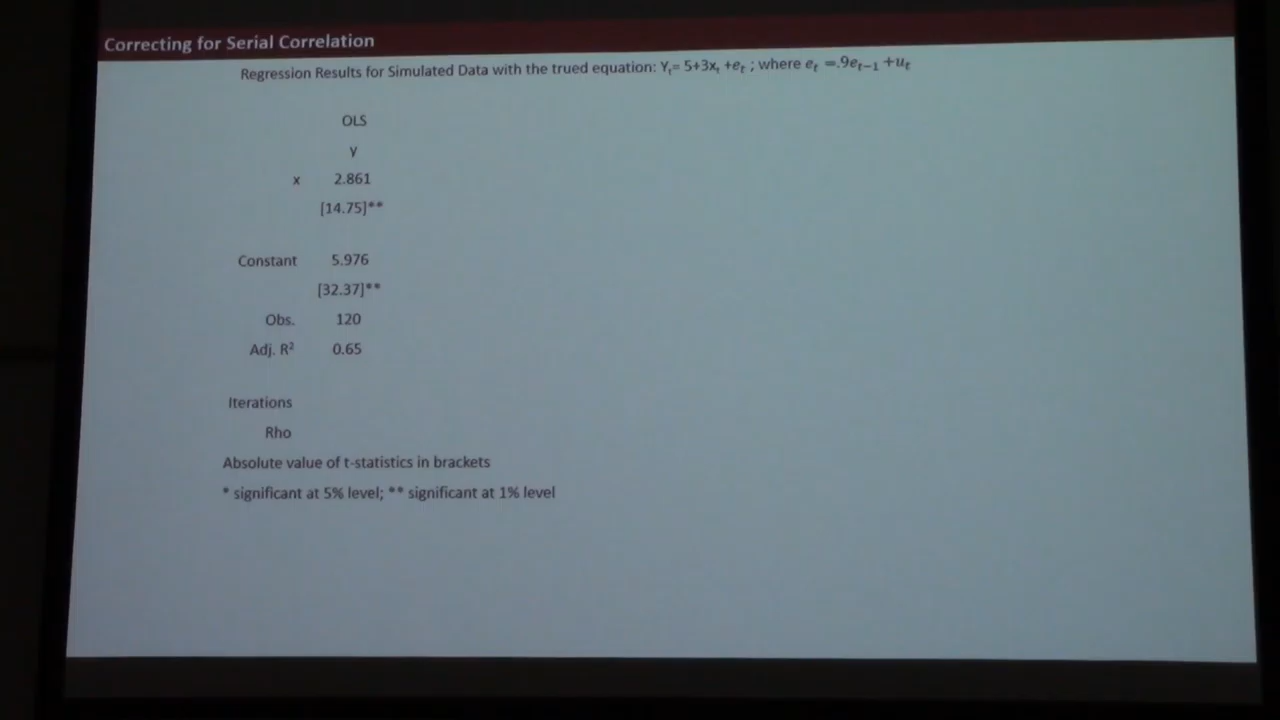 Correcting for Serial Correlation
Regression Results for Simulated Data with the trued equation: Yt= 5+3xt +et ; where et =.9et−1 +ut
OLS
y
x 2.861
[14.75]**
Constant 5.976
[32.37]**
Obs. 120
Adj. R² 0.65
Iterations
Rho
Absolute value of t-statistics in brackets
* significant at 5% level; ** significant at 1% level